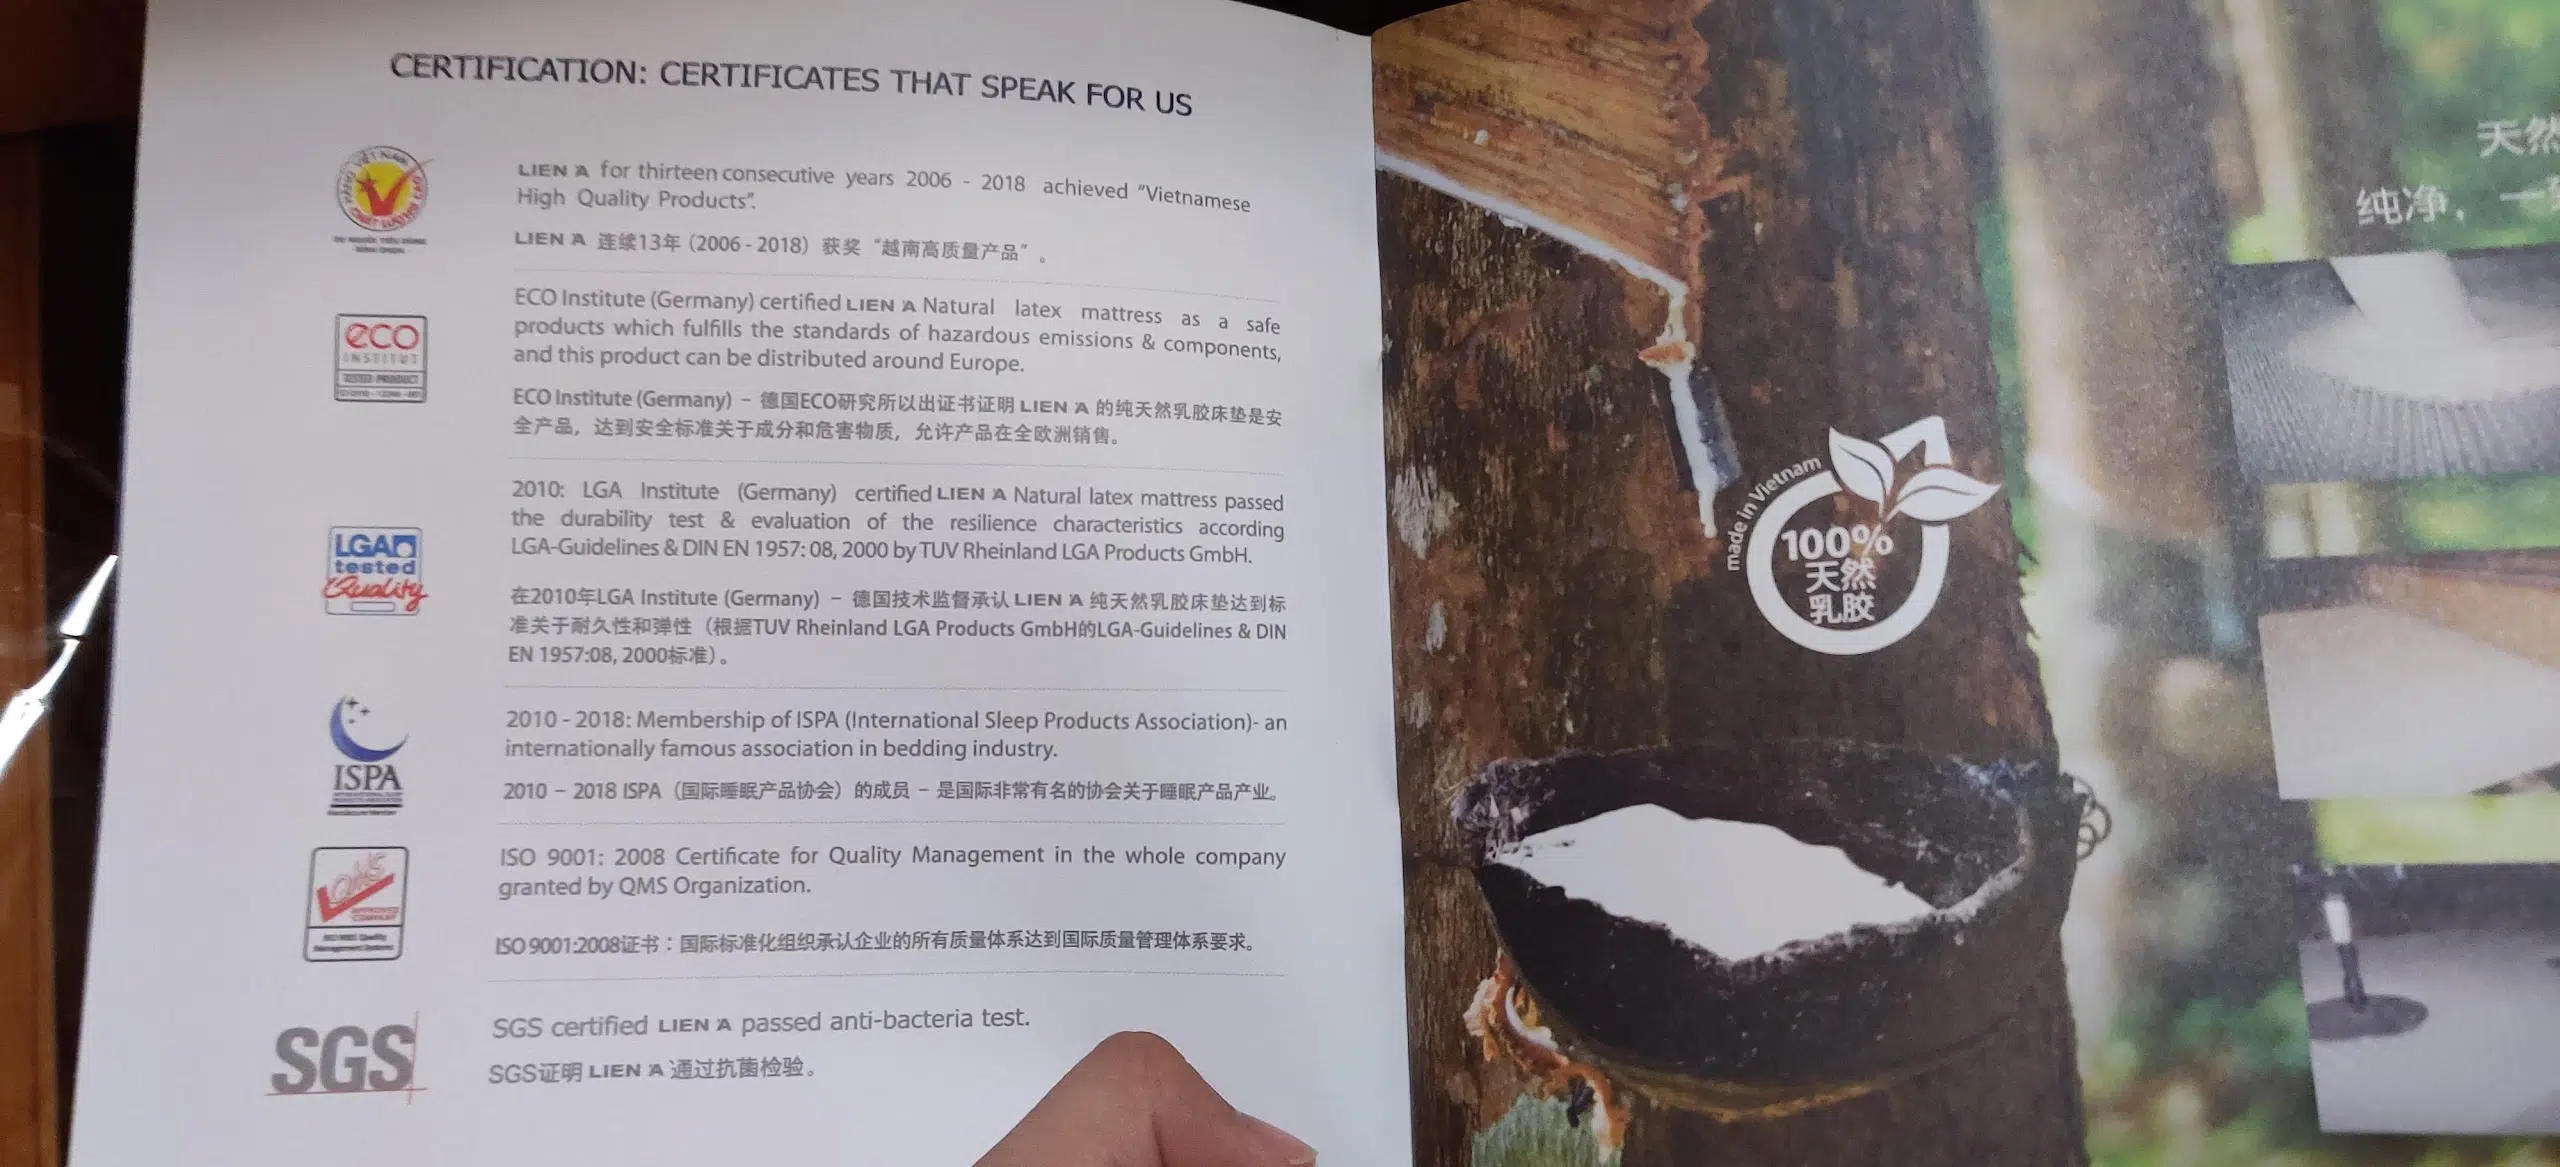 CERTIFICATION: CERTIFICATES THAT SPEAK FOR US
VIỆT NAM
LIEN 'A for thirteen consecutive years 2006 - 2018 achieved “Vietnamese
High Quality Products”.
LIEN 'A 连续13年（2006 - 2018）获奖“越南高质量产品”。
eco
INSTITUT
TESTED PRODUCT
ECO Institute (Germany) certified LIEN 'A Natural latex mattress as a safe
products which fulfills the standards of hazardous emissions & components,
and this product can be distributed around Europe.
ECO Institute (Germany) – 德国ECO研究所以出证书证明 LIEN 'A 的纯天然乳胶床垫是安
全产品，达到安全标准关于成分和危害物质，允许产品在全欧洲销售。
LGA
tested
Quality
2010: LGA Institute (Germany) certified LIEN 'A Natural latex mattress passed
the durability test & evaluation of the resilience characteristics according
LGA-Guidelines & DIN EN 1957: 08, 2000 by TUV Rheinland LGA Products GmbH.
在2010年LGA Institute (Germany) – 德国技术监督承认 LIEN 'A 纯天然乳胶床垫达到标
准关于耐久性和弹性（根据TUV Rheinland LGA Products GmbH的LGA-Guidelines & DIN
EN 1957:08, 2000标准）。
ISPA
2010 - 2018: Membership of ISPA (International Sleep Products Association)- an
internationally famous association in bedding industry.
2010 – 2018 ISPA（国际睡眠产品协会）的成员 – 是国际非常有名的协会关于睡眠产品产业。
QMS
APPROVED
COMPANY
ISO 9001 Quality
Management Systems
ISO 9001: 2008 Certificate for Quality Management in the whole company
granted by QMS Organization.
ISO 9001:2008证书：国际标准化组织承认企业的所有质量体系达到国际质量管理体系要求。
SGS
SGS certified LIEN 'A passed anti-bacteria test.
SGS证明 LIEN 'A 通过抗菌检验。
made in Vietnam
100%
天然
乳胶
天然
纯净，一